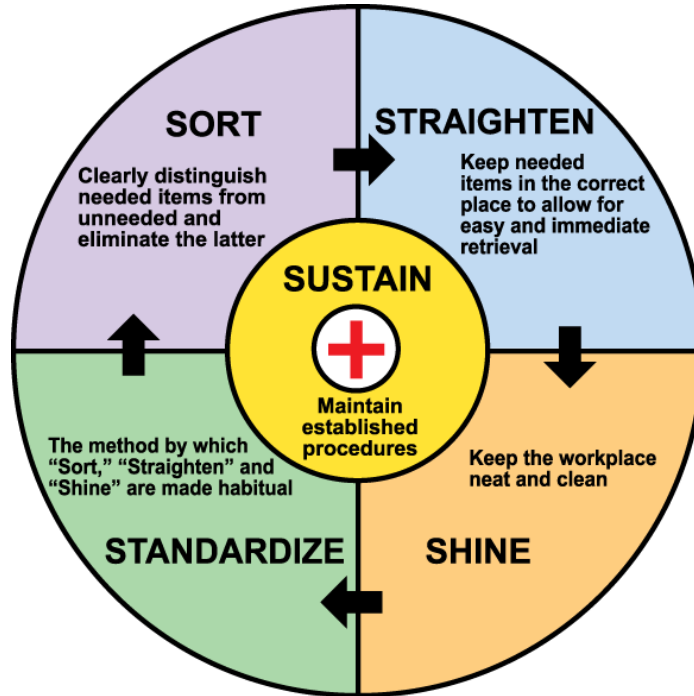 SORT
Clearly distinguish
needed items from
unneeded and
eliminate the latter
STRAIGHTEN
Keep needed
items in the correct
place to allow for
easy and immediate
retrieval
SUSTAIN
Maintain
established
procedures
The method by which
“Sort,” “Straighten” and
“Shine” are made habitual
STANDARDIZE
Keep the workplace
neat and clean
SHINE